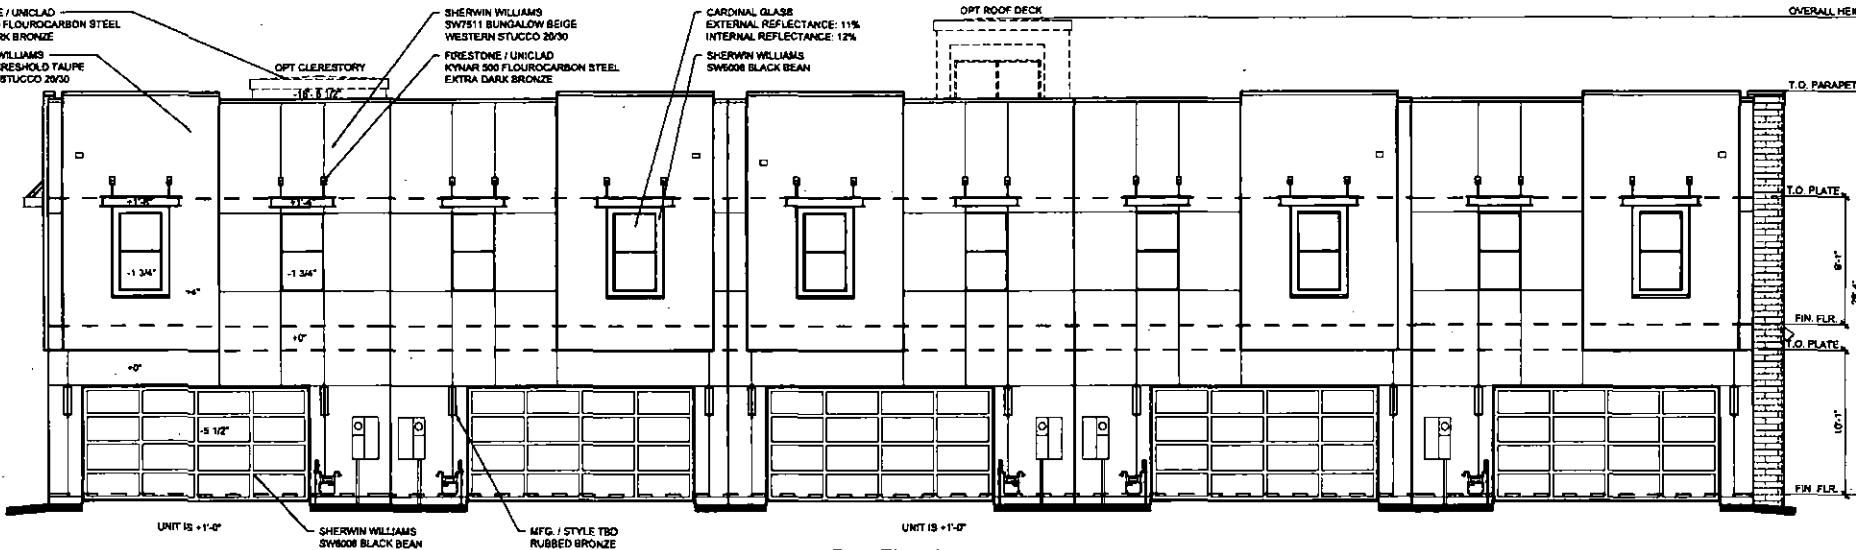 E / UNICLAD
FLOUROCARBON STEEL
RK BRONZE
WILLIAMS
RESHOLD TAUPE
STUCCO 20/30
OPT CLERESTORY
SHERWIN WILLIAMS
SW7511 BUNGALOW BEIGE
WESTERN STUCCO 20/30
FIRESTONE / UNICLAD
KYNAR 500 FLOUROCARBON STEEL
EXTRA DARK BRONZE
CARDINAL GLASS
EXTERNAL REFLECTANCE: 11%
INTERNAL REFLECTANCE: 12%
SHERWIN WILLIAMS
SW6006 BLACK BEAN
OPT ROOF DECK
OVERALL HEI
T.O. PARAPET
T.O. PLATE
+1'-6"
+1'-6"
-1 3/4"
-1 3/4"
+4"
9'-1"
FIN. FLR.
+0"
T.O. PLATE
+0"
-5 1/2"
10'-1"
FIN FLR.
UNIT IS +1'-0"
SHERWIN WILLIAMS
SW6006 BLACK BEAN
MFG. / STYLE TBD
RUBBED BRONZE
UNIT IS +1'-0"